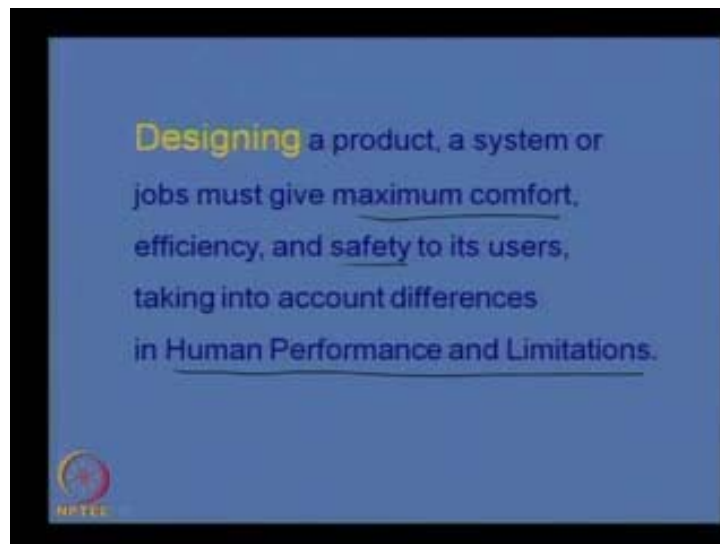 Designing a product, a system or
jobs must give maximum comfort,
efficiency, and safety to its users,
taking into account differences
in Human Performance and Limitations.
NPTEL